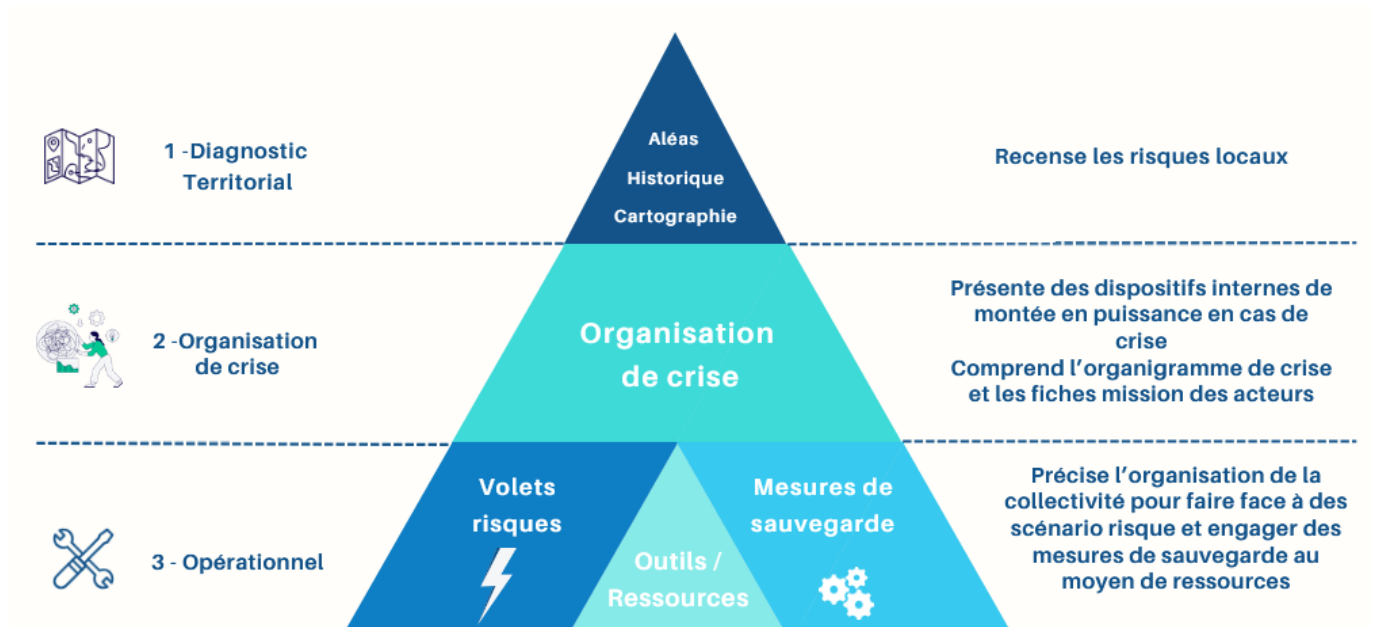 1 -Diagnostic
Territorial
Aléas
Historique
Cartographie
Recense les risques locaux
2 -Organisation
de crise
Organisation
de crise
Présente des dispositifs internes de
montée en puissance en cas de
crise
Comprend l'organigramme de crise
et les fiches mission des acteurs
3 - Opérationnel
Volets
risques
Outils /
Ressources
Mesures de
sauvegarde
Précise l'organisation de la
collectivité pour faire face à des
scénario risque et engager des
mesures de sauvegarde au
moyen de ressources